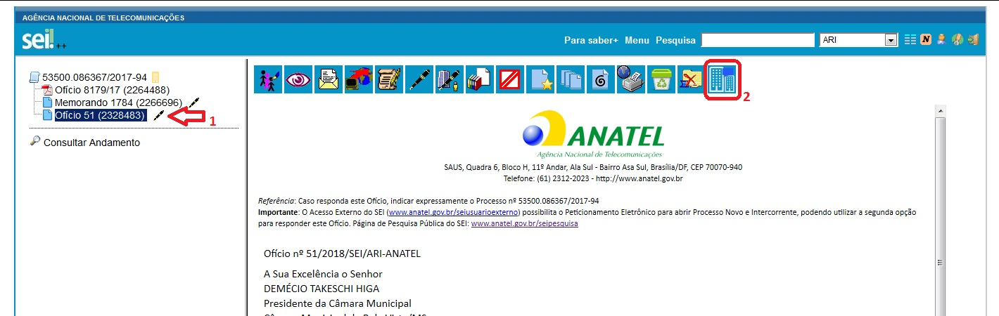 AGÊNCIA NACIONAL DE TELECOMUNICAÇÕES
sei! ++
Para saber+ Menu Pesquisa ARI
N
53500.086367/2017-94
Ofício 8179/17 (2264488)
Memorando 1784 (2266696)
Ofício 51 (2328483)
1
Consultar Andamento
2
ANATEL
Agência Nacional de Telecomunicações
SAUS, Quadra 6, Bloco H, 11º Andar, Ala Sul - Bairro Asa Sul, Brasília/DF, CEP 70070-940
Telefone: (61) 2312-2023 - http://www.anatel.gov.br
Referência: Caso responda este Ofício, indicar expressamente o Processo nº 53500.086367/2017-94
Importante: O Acesso Externo do SEI (www.anatel.gov.br/seiusuarioexterno) possibilita o Peticionamento Eletrônico para abrir Processo Novo e Intercorrente, podendo utilizar a segunda opção
para responder este Ofício. Página de Pesquisa Pública do SEI: www.anatel.gov.br/seipesquisa
Ofício nº 51/2018/SEI/ARI-ANATEL
A Sua Excelência o Senhor
DEMÉCIO TAKESCHI HIGA
Presidente da Câmara Municipal